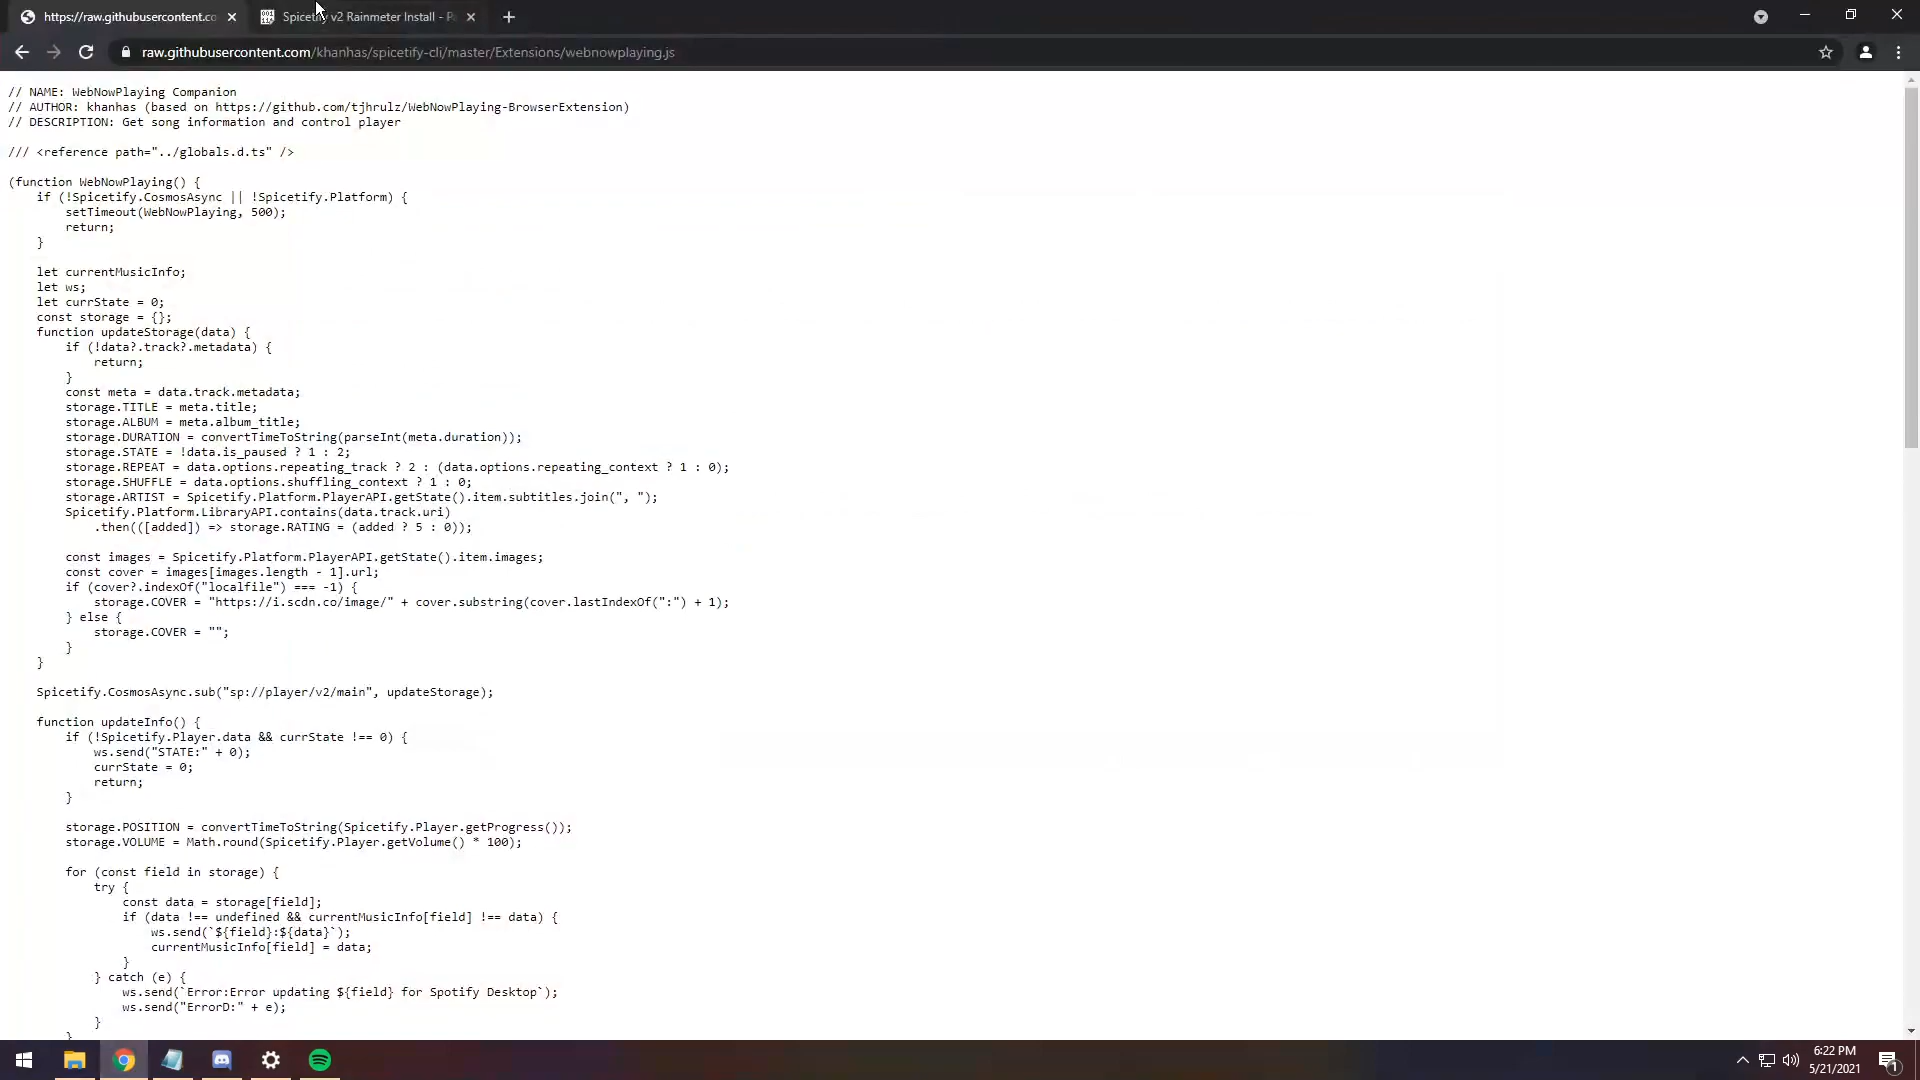 https://raw.githubusercontent.co
Spicetify v2 Rainmeter Install - P
raw.githubusercontent.com/khanhas/spicetify-cli/master/Extensions/webnowplaying.js
// NAME: WebNowPlaying Companion
// AUTHOR: khanhas (based on https://github.com/tjhrulz/WebNowPlaying-BrowserExtension)
// DESCRIPTION: Get song information and control player
/// <reference path="../globals.d.ts" />
(function WebNowPlaying() {
if (!Spicetify.CosmosAsync || !Spicetify.Platform) {
setTimeout(WebNowPlaying, 500);
return;
}
let currentMusicInfo;
let ws;
let currState = 0;
const storage = {};
function updateStorage(data) {
if (!data?.track?.metadata) {
return;
}
const meta = data.track.metadata;
storage.TITLE = meta.title;
storage.ALBUM = meta.album_title;
storage.DURATION = convertTimeToString(parseInt(meta.duration));
storage.STATE = !data.is_paused ? 1 : 2;
storage.REPEAT = data.options.repeating_track ? 2 : (data.options.repeating_context ? 1 : 0);
storage.SHUFFLE = data.options.shuffling_context ? 1 : 0;
storage.ARTIST = Spicetify.Platform.PlayerAPI.getState().item.subtitles.join(", ");
Spicetify.Platform.LibraryAPI.contains(data.track.uri)
.then(([added]) => storage.RATING = (added ? 5 : 0));
const images = Spicetify.Platform.PlayerAPI.getState().item.images;
const cover = images[images.length - 1].url;
if (cover?.indexOf("localfile") === -1) {
storage.COVER = "https://i.scdn.co/image/" + cover.substring(cover.lastIndexOf(":") + 1);
} else {
storage.COVER = "";
}
}
Spicetify.CosmosAsync.sub("sp://player/v2/main", updateStorage);
function updateInfo() {
if (!Spicetify.Player.data && currState !== 0) {
ws.send("STATE:" + 0);
currState = 0;
return;
}
storage.POSITION = convertTimeToString(Spicetify.Player.getProgress());
storage.VOLUME = Math.round(Spicetify.Player.getVolume() * 100);
for (const field in storage) {
try {
const data = storage[field];
if (data !== undefined && currentMusicInfo[field] !== data) {
ws.send(`${field}:${data}`);
currentMusicInfo[field] = data;
}
} catch (e) {
ws.send(`Error:Error updating ${field} for Spotify Desktop`);
ws.send("ErrorD:" + e);
}
}
6:22 PM
5/21/2021
1